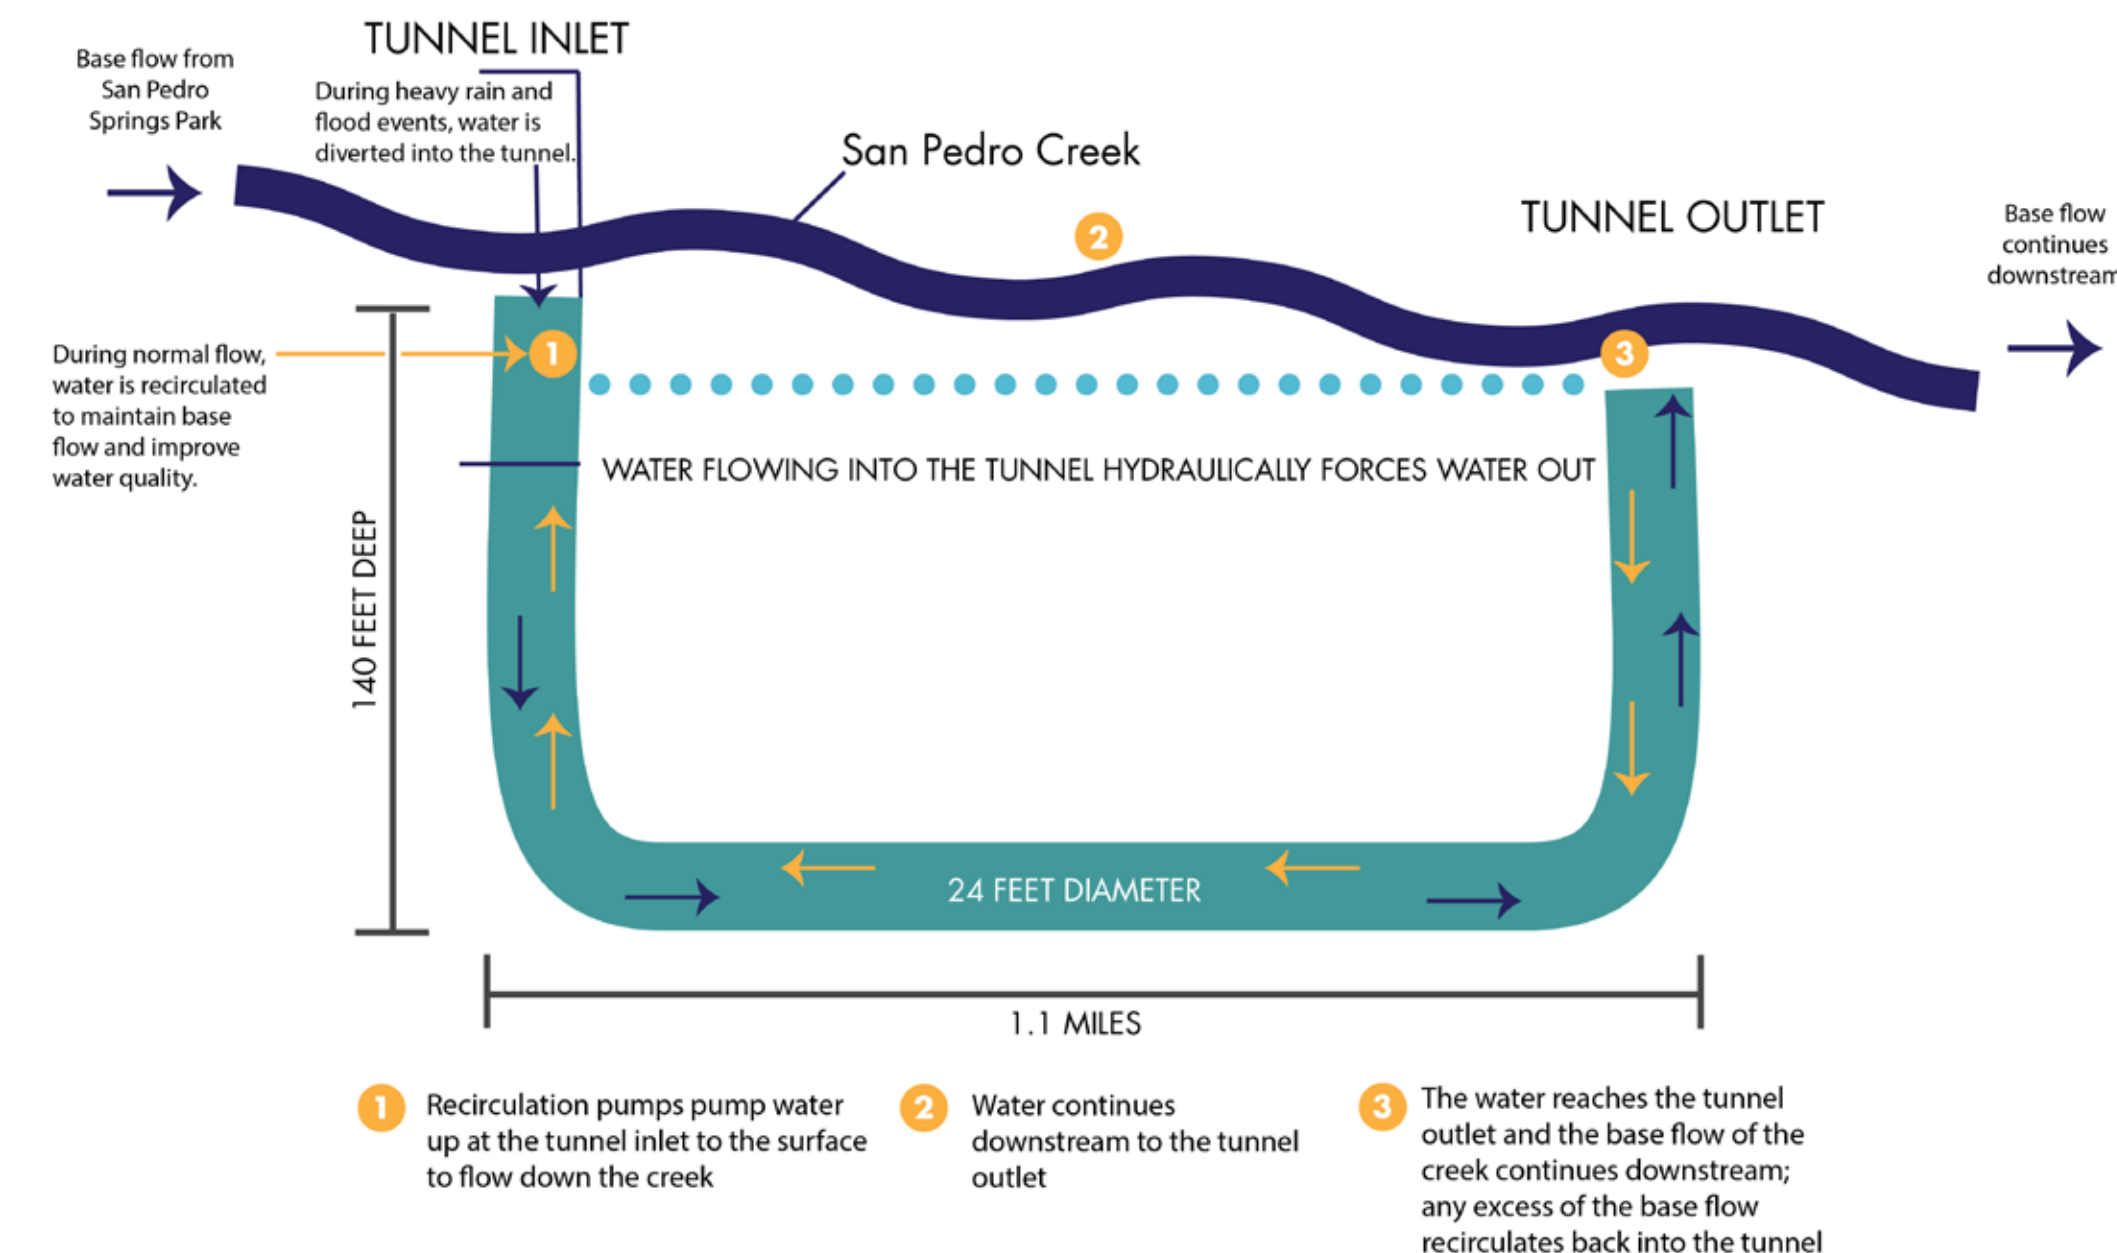 TUNNEL INLET
Base flow from
San Pedro
Springs Park
During heavy rain and
flood events, water is
diverted into the tunnel.
San Pedro Creek
2
TUNNEL OUTLET
Base flow
continues
downstream
During normal flow,
water is recirculated
to maintain base
flow and improve
water quality.
1
3
WATER FLOWING INTO THE TUNNEL HYDRAULICALLY FORCES WATER OUT
140 FEET DEEP
24 FEET DIAMETER
1.1 MILES
1
Recirculation pumps pump water
up at the tunnel inlet to the surface
to flow down the creek
2
Water continues
downstream to the tunnel
outlet
3
The water reaches the tunnel
outlet and the base flow of the
creek continues downstream;
any excess of the base flow
recirculates back into the tunnel